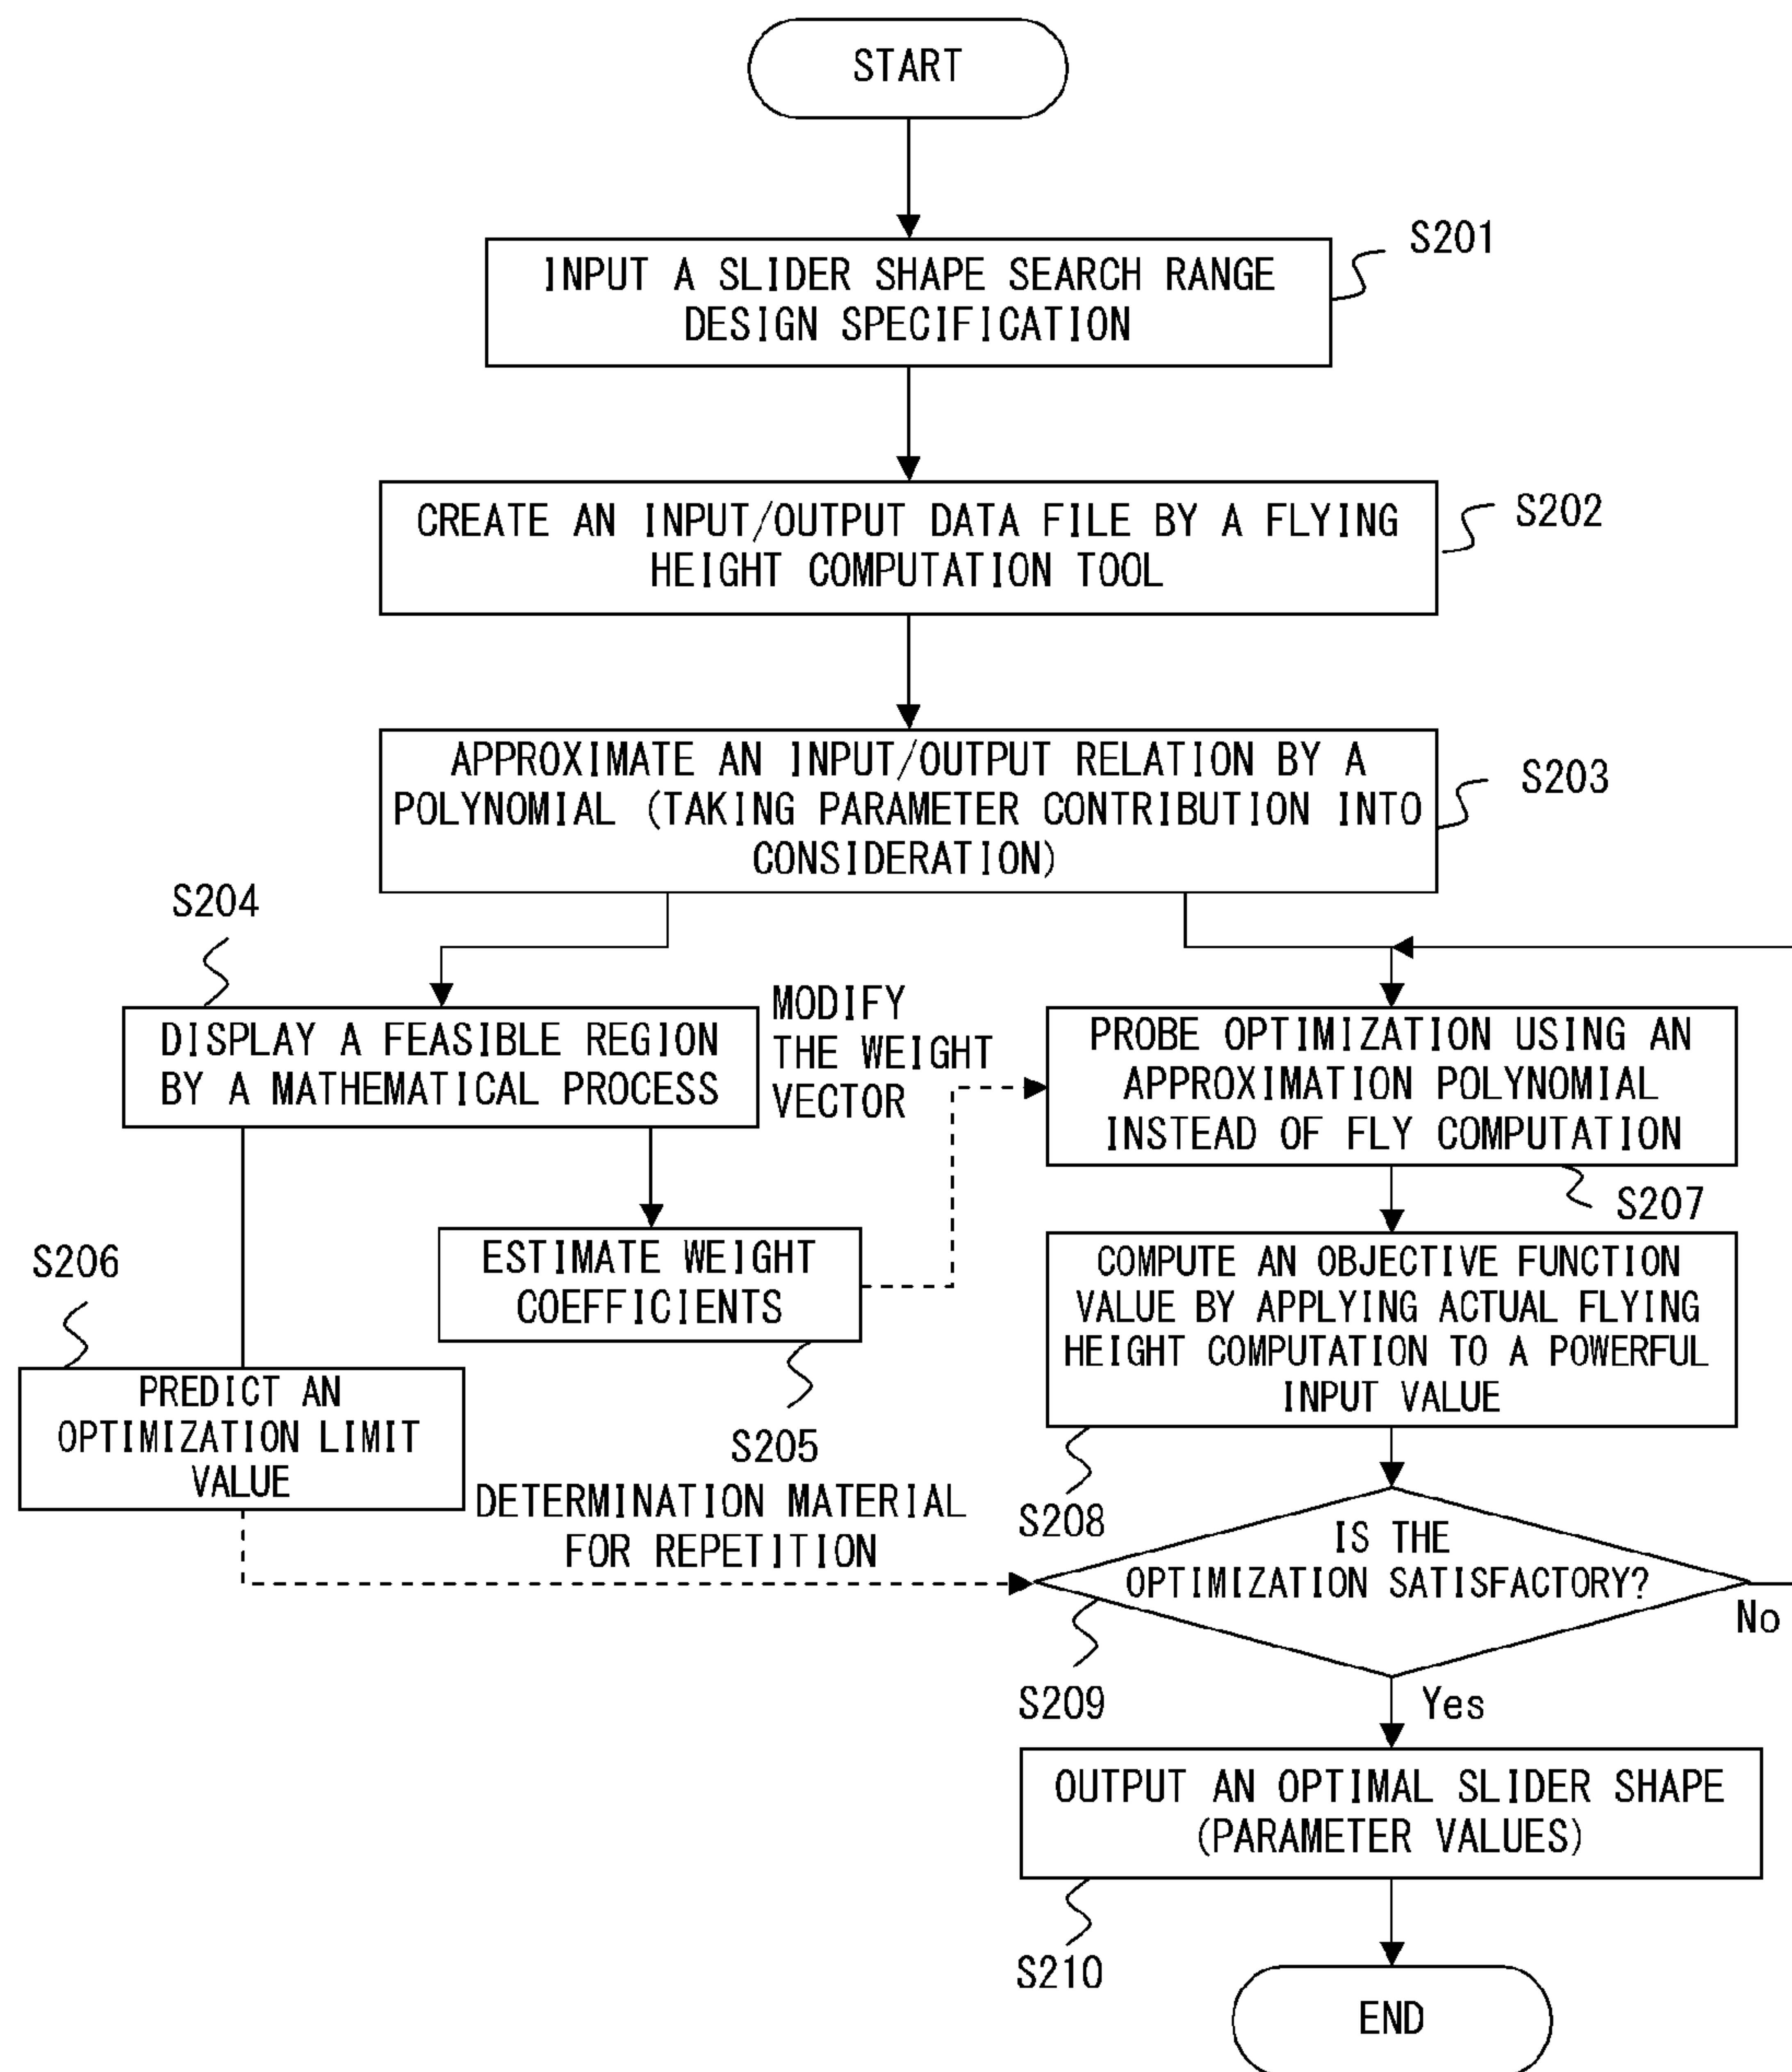 START
S201
INPUT A SLIDER SHAPE SEARCH RANGE
DESIGN SPECIFICATION
S202
CREATE AN INPUT/OUTPUT DATA FILE BY A FLYING
HEIGHT COMPUTATION TOOL
S203
APPROXIMATE AN INPUT/OUTPUT RELATION BY A
POLYNOMIAL (TAKING PARAMETER CONTRIBUTION INTO
CONSIDERATION)
S204
DISPLAY A FEASIBLE REGION
BY A MATHEMATICAL PROCESS
MODIFY
THE WEIGHT
VECTOR
PROBE OPTIMIZATION USING AN
APPROXIMATION POLYNOMIAL
INSTEAD OF FLY COMPUTATION
S207
S206
ESTIMATE WEIGHT
COEFFICIENTS
S205
COMPUTE AN OBJECTIVE FUNCTION
VALUE BY APPLYING ACTUAL FLYING
HEIGHT COMPUTATION TO A POWERFUL
INPUT VALUE
S208
PREDICT AN
OPTIMIZATION LIMIT
VALUE
DETERMINATION MATERIAL
FOR REPETITION
IS THE
OPTIMIZATION SATISFACTORY?
No
S209
Yes
OUTPUT AN OPTIMAL SLIDER SHAPE
(PARAMETER VALUES)
S210
END